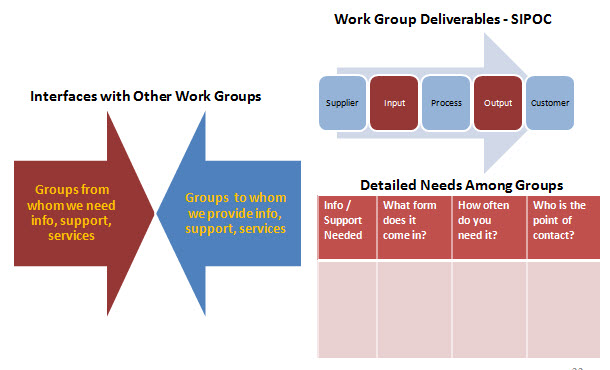 Work Group Deliverables - SIPOC
Supplier
Input
Process
Output
Customer
Interfaces with Other Work Groups
Groups from
whom we need
info, support,
services
Groups to whom
we provide info,
support, services
Detailed Needs Among Groups
Info /
Support
Needed
What form
does it
come in?
How often
do you
need it?
Who is the
point of
contact?